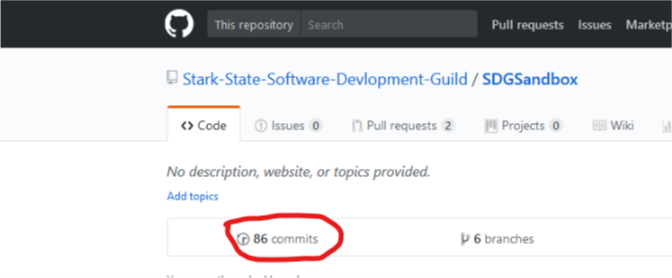 This repository Search Pull requests Issues Marketp
Stark-State-Software-Devlopment-Guild / SDGSandbox
<> Code Issues 0 Pull requests 2 Projects 0 Wiki
No description, website, or topics provided.
Add topics
86 commits 6 branches